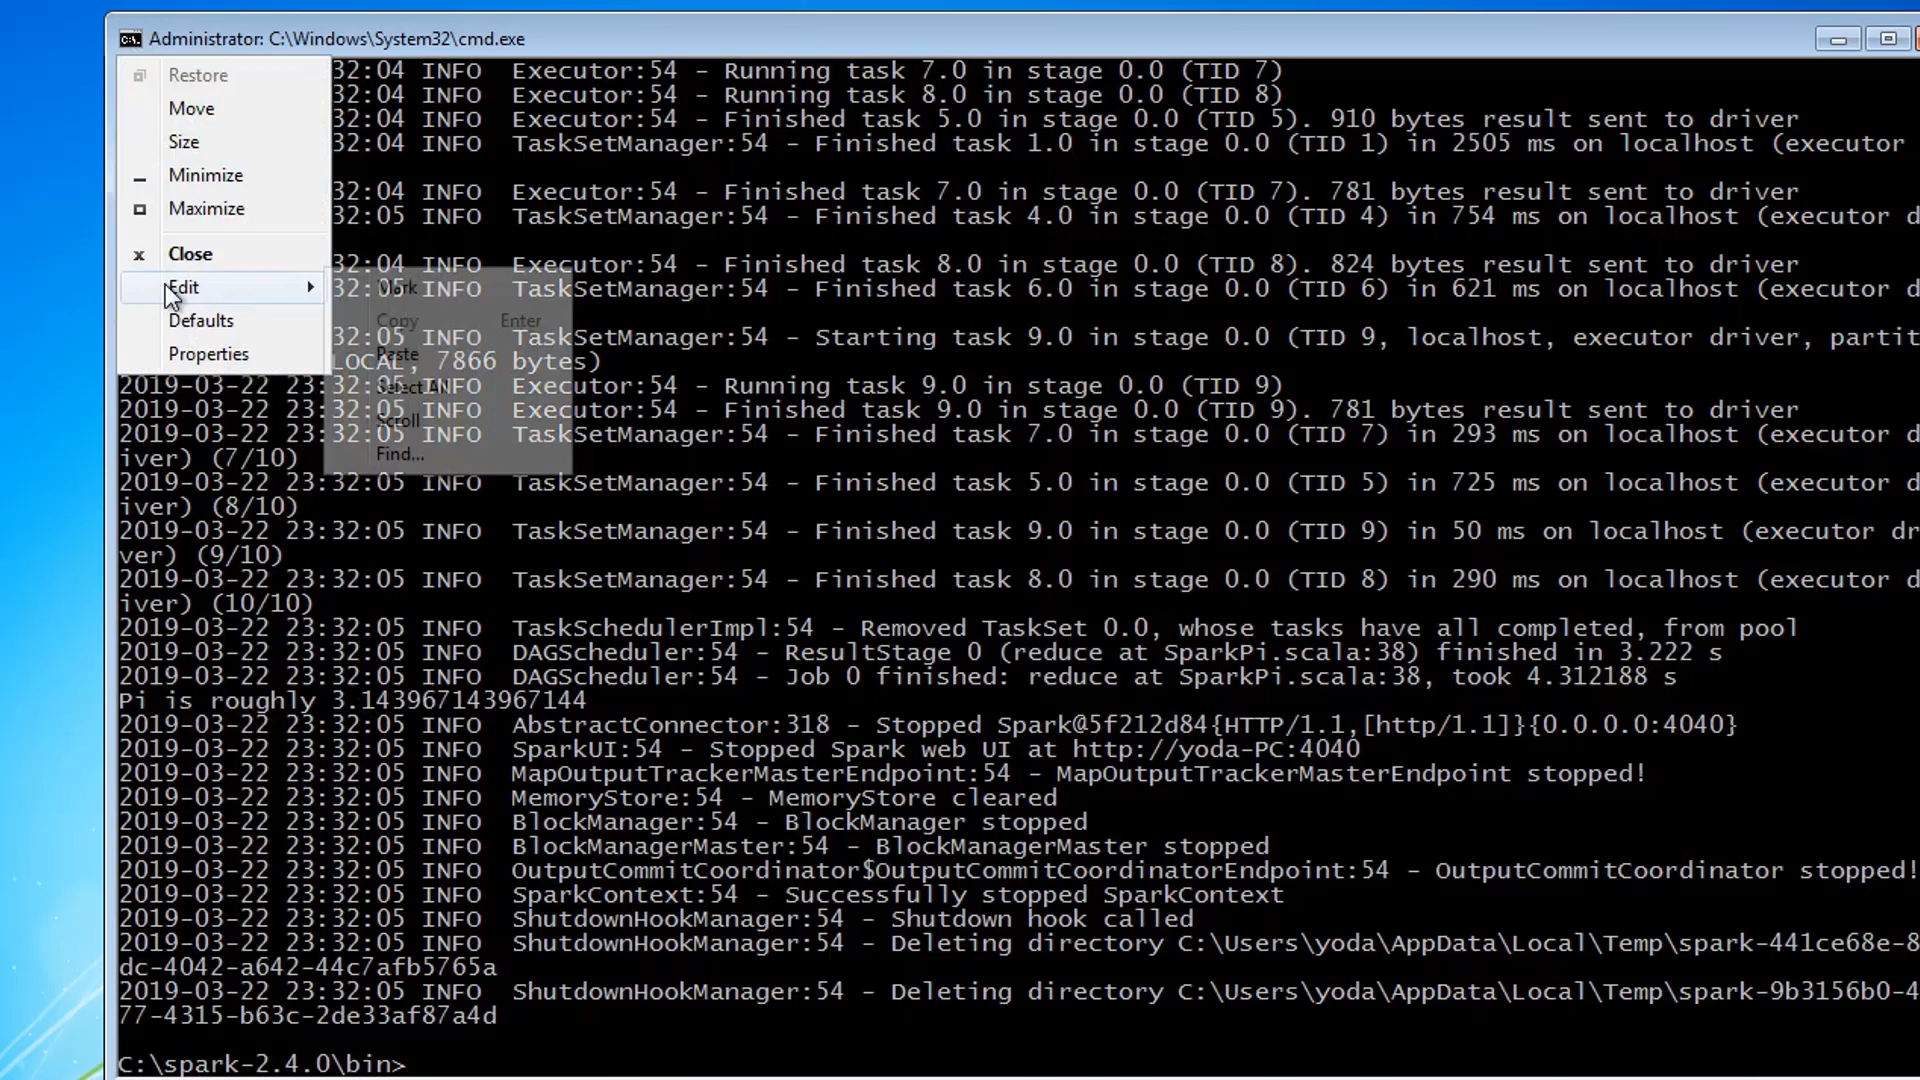 Administrator: C:\Windows\System32\cmd.exe
Restore
Move
Size
Minimize
Maximize
Close
Edit
Defaults
Properties
Mark
Copy Enter
Paste
Select All
Scroll
Find...
32:04 INFO Executor:54 - Running task 7.0 in stage 0.0 (TID 7)
32:04 INFO Executor:54 - Running task 8.0 in stage 0.0 (TID 8)
32:04 INFO Executor:54 - Finished task 5.0 in stage 0.0 (TID 5). 910 bytes result sent to driver
32:04 INFO TaskSetManager:54 - Finished task 1.0 in stage 0.0 (TID 1) in 2505 ms on localhost (executor
32:04 INFO Executor:54 - Finished task 7.0 in stage 0.0 (TID 7). 781 bytes result sent to driver
32:05 INFO TaskSetManager:54 - Finished task 4.0 in stage 0.0 (TID 4) in 754 ms on localhost (executor d
32:04 INFO Executor:54 - Finished task 8.0 in stage 0.0 (TID 8). 824 bytes result sent to driver
32:05 INFO TaskSetManager:54 - Finished task 6.0 in stage 0.0 (TID 6) in 621 ms on localhost (executor d
32:05 INFO TaskSetManager:54 - Starting task 9.0 in stage 0.0 (TID 9, localhost, executor driver, partit
LOCAL, 7866 bytes)
2019-03-22 23:32:05 INFO Executor:54 - Running task 9.0 in stage 0.0 (TID 9)
2019-03-22 23:32:05 INFO Executor:54 - Finished task 9.0 in stage 0.0 (TID 9). 781 bytes result sent to driver
2019-03-22 23:32:05 INFO TaskSetManager:54 - Finished task 7.0 in stage 0.0 (TID 7) in 293 ms on localhost (executor d
iver) (7/10)
2019-03-22 23:32:05 INFO TaskSetManager:54 - Finished task 5.0 in stage 0.0 (TID 5) in 725 ms on localhost (executor d
iver) (8/10)
2019-03-22 23:32:05 INFO TaskSetManager:54 - Finished task 9.0 in stage 0.0 (TID 9) in 50 ms on localhost (executor dr
ver) (9/10)
2019-03-22 23:32:05 INFO TaskSetManager:54 - Finished task 8.0 in stage 0.0 (TID 8) in 290 ms on localhost (executor d
iver) (10/10)
2019-03-22 23:32:05 INFO TaskSchedulerImpl:54 - Removed TaskSet 0.0, whose tasks have all completed, from pool
2019-03-22 23:32:05 INFO DAGScheduler:54 - ResultStage 0 (reduce at SparkPi.scala:38) finished in 3.222 s
2019-03-22 23:32:05 INFO DAGScheduler:54 - Job 0 finished: reduce at SparkPi.scala:38, took 4.312188 s
Pi is roughly 3.143967143967144
2019-03-22 23:32:05 INFO AbstractConnector:318 - Stopped Spark@5f212d84{HTTP/1.1,[http/1.1]}{0.0.0.0:4040}
2019-03-22 23:32:05 INFO SparkUI:54 - Stopped Spark web UI at http://yoda-PC:4040
2019-03-22 23:32:05 INFO MapOutputTrackerMasterEndpoint:54 - MapOutputTrackerMasterEndpoint stopped!
2019-03-22 23:32:05 INFO MemoryStore:54 - MemoryStore cleared
2019-03-22 23:32:05 INFO BlockManager:54 - BlockManager stopped
2019-03-22 23:32:05 INFO BlockManagerMaster:54 - BlockManagerMaster stopped
2019-03-22 23:32:05 INFO OutputCommitCoordinator$OutputCommitCoordinatorEndpoint:54 - OutputCommitCoordinator stopped!
2019-03-22 23:32:05 INFO SparkContext:54 - Successfully stopped SparkContext
2019-03-22 23:32:05 INFO ShutdownHookManager:54 - Shutdown hook called
2019-03-22 23:32:05 INFO ShutdownHookManager:54 - Deleting directory C:\Users\yoda\AppData\Local\Temp\spark-441ce68e-8
dc-4042-a642-44c7afb5765a
2019-03-22 23:32:05 INFO ShutdownHookManager:54 - Deleting directory C:\Users\yoda\AppData\Local\Temp\spark-9b3156b0-4
77-4315-b63c-2de33af87a4d
C:\spark-2.4.0\bin>